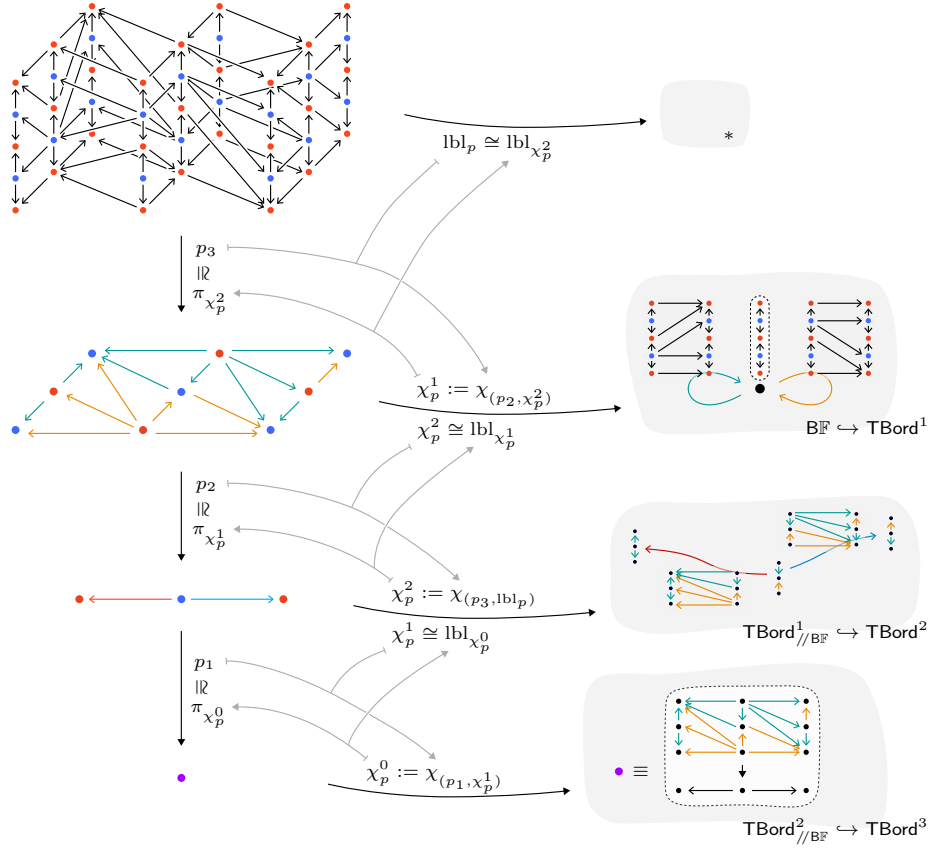 *
lbl_p ≅ lbl_{χ_p^2}
p_3
≅
π_{χ_p^2}
χ_p^1 := χ_{(p_2, χ_p^2)}
χ_p^2 ≅ lbl_{χ_p^1}
B𝔽 ↪ TBord^1
p_2
≅
π_{χ_p^1}
χ_p^2 := χ_{(p_3, lbl_p)}
χ_p^1 ≅ lbl_{χ_p^0}
TBord^1_{//B𝔽} ↪ TBord^2
p_1
≅
π_{χ_p^0}
χ_p^0 := χ_{(p_1, χ_p^1)}
≡
TBord^2_{//B𝔽} ↪ TBord^3